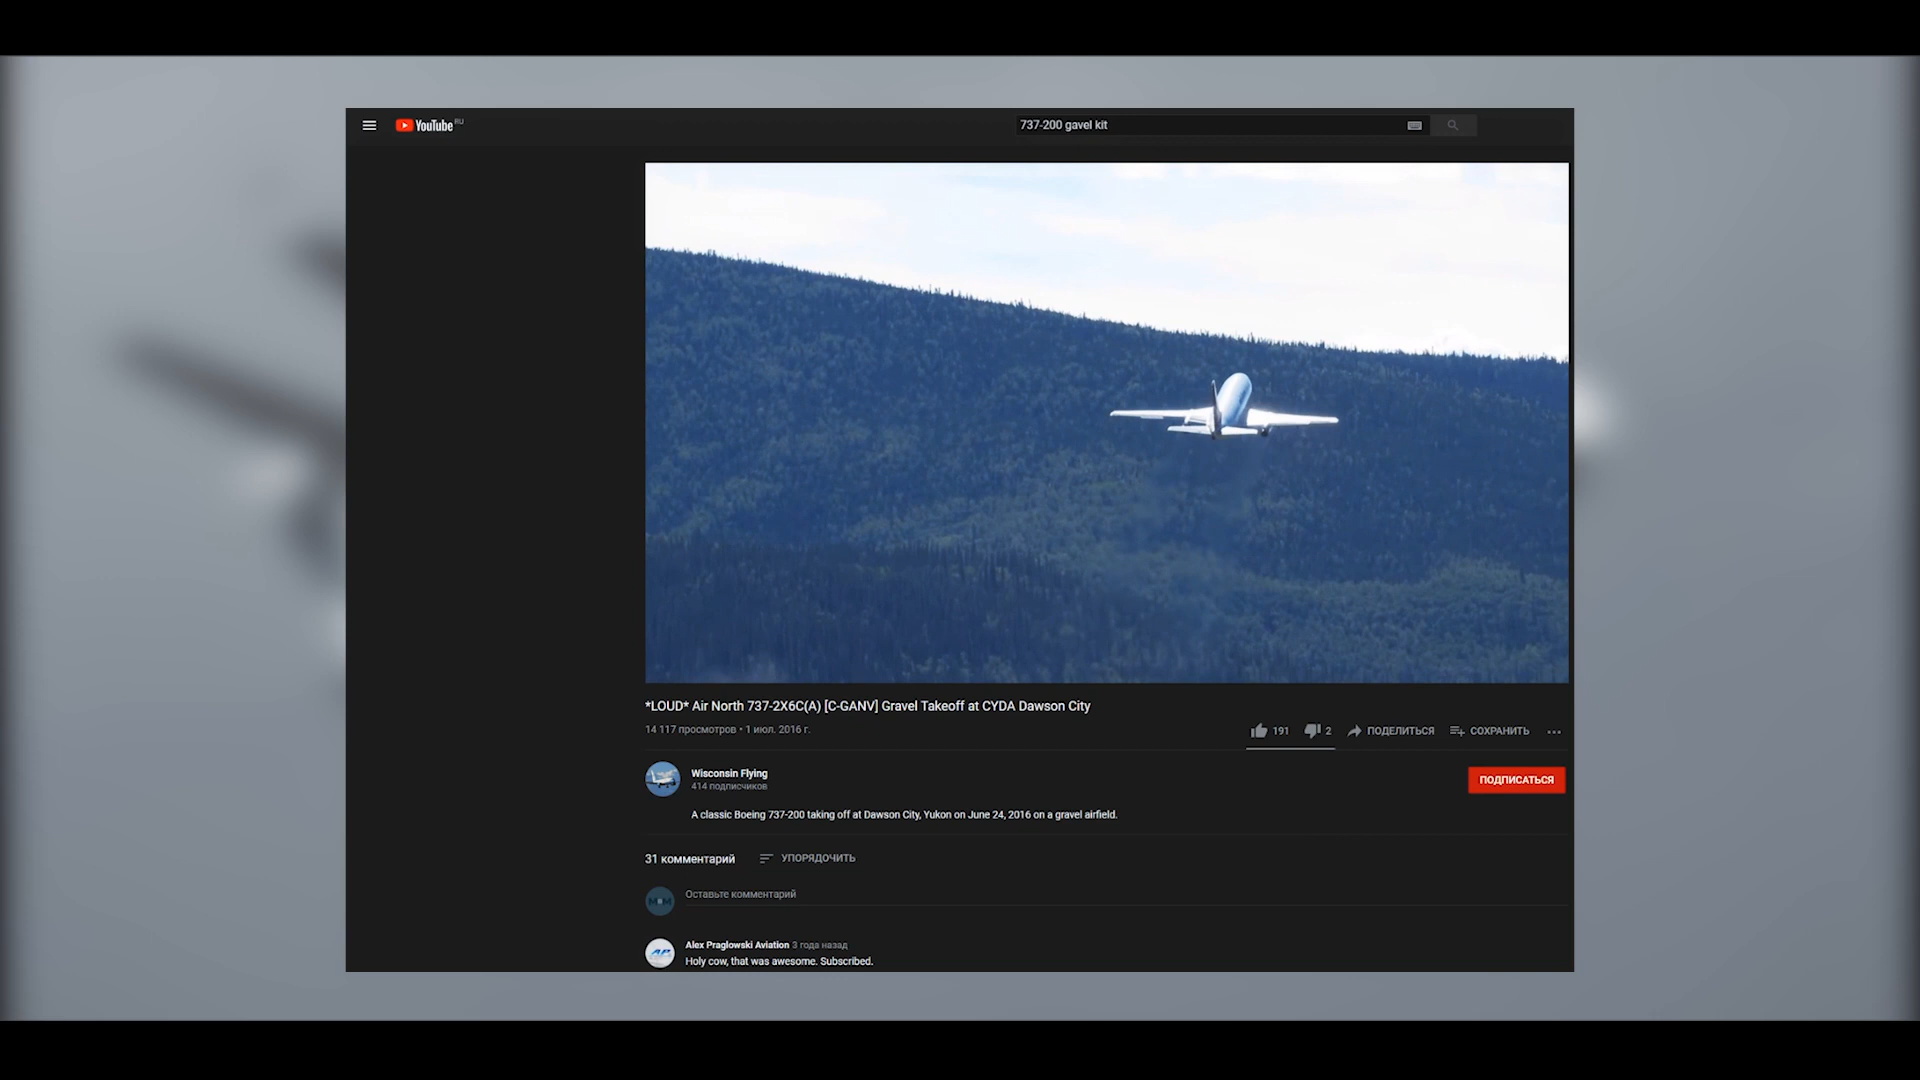 YouTube RU
737-200 gavel kit
*LOUD* Air North 737-2X6C(A) [C-GANV] Gravel Takeoff at CYDA Dawson City
14 117 просмотров • 1 июл. 2016 г.
191 2 ПОДЕЛИТЬСЯ СОХРАНИТЬ
Wisconsin Flying
414 подписчиков
ПОДПИСАТЬСЯ
A classic Boeing 737-200 taking off at Dawson City, Yukon on June 24, 2016 on a gravel airfield.
31 комментарий УПОРЯДОЧИТЬ
Оставьте комментарий
AP
Alex Praglowski Aviation 3 года назад
Holy cow, that was awesome. Subscribed.